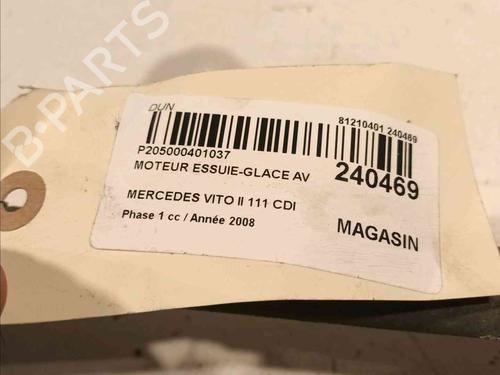 B-PARTS
DUN
81210401 240469
P205000401037
MOTEUR ESSUIE-GLACE AV
240469
MERCEDES VITO II 111 CDI
Phase 1 cc / Année 2008
MAGASIN